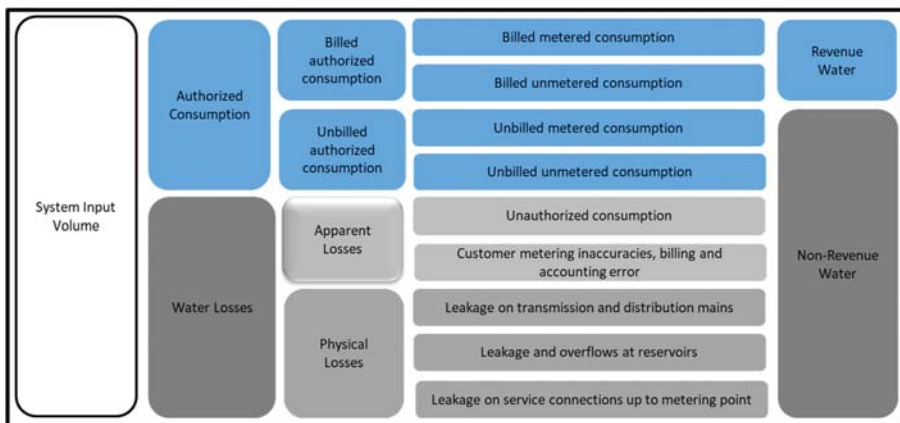 System Input
Volume
Authorized
Consumption
Water Losses
Billed
authorized
consumption
Unbilled
authorized
consumption
Apparent
Losses
Physical
Losses
Billed metered consumption
Billed unmetered consumption
Unbilled metered consumption
Unbilled unmetered consumption
Unauthorized consumption
Customer metering inaccuracies, billing and
accounting error
Leakage on transmission and distribution mains
Leakage and overflows at reservoirs
Leakage on service connections up to metering point
Revenue
Water
Non-Revenue
Water